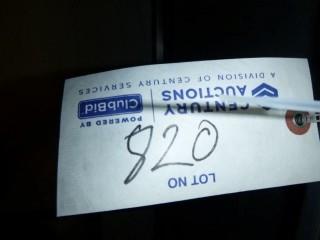 LOT NO
820
POWERED BY
ClubBid
CENTURY
AUCTIONS
A DIVISION OF CENTURY SERVICES